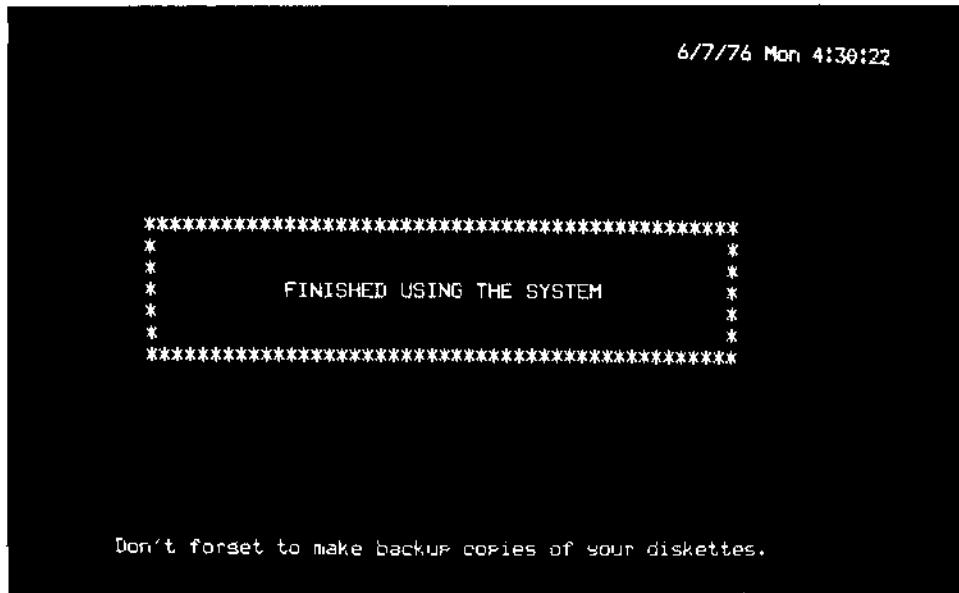 6/7/76 Mon 4:30:22
***********************************************
* *
* *
* FINISHED USING THE SYSTEM *
* *
* *
***********************************************
Don't forget to make backup copies of your diskettes.